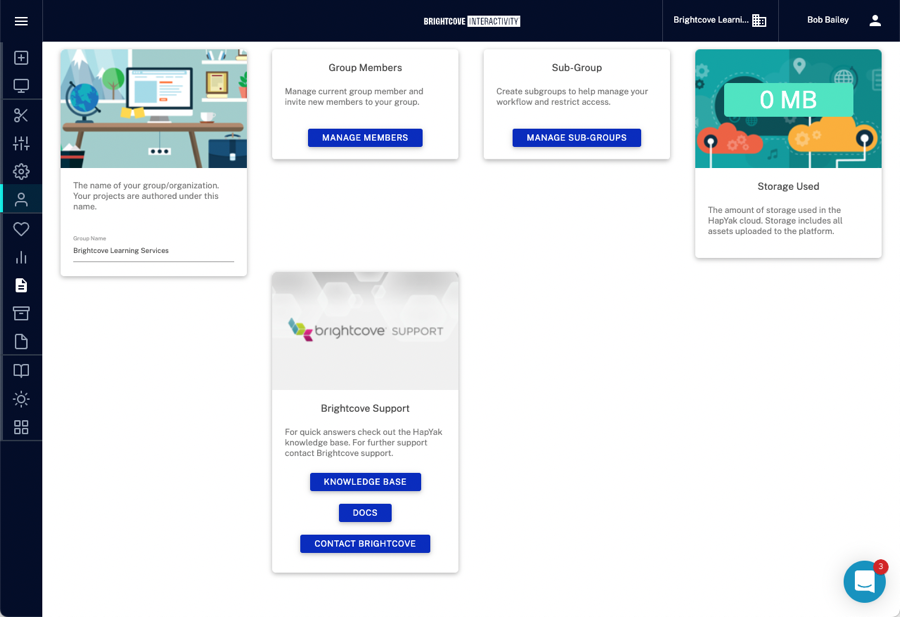 BRIGHTCOVE INTERACTIVITY
Brightcove Learni...
Bob Bailey
The name of your group/organization.
Your projects are authored under this
name.
Group Name
Brightcove Learning Services
Group Members
Manage current group member and
invite new members to your group.
MANAGE MEMBERS
Sub-Group
Create subgroups to help manage your
workflow and restrict access.
MANAGE SUB-GROUPS
0 MB
Storage Used
The amount of storage used in the
HapYak cloud. Storage includes all
assets uploaded to the platform.
brightcove SUPPORT
Brightcove Support
For quick answers check out the HapYak
knowledge base. For further support
contact Brightcove support.
KNOWLEDGE BASE
DOCS
CONTACT BRIGHTCOVE
3